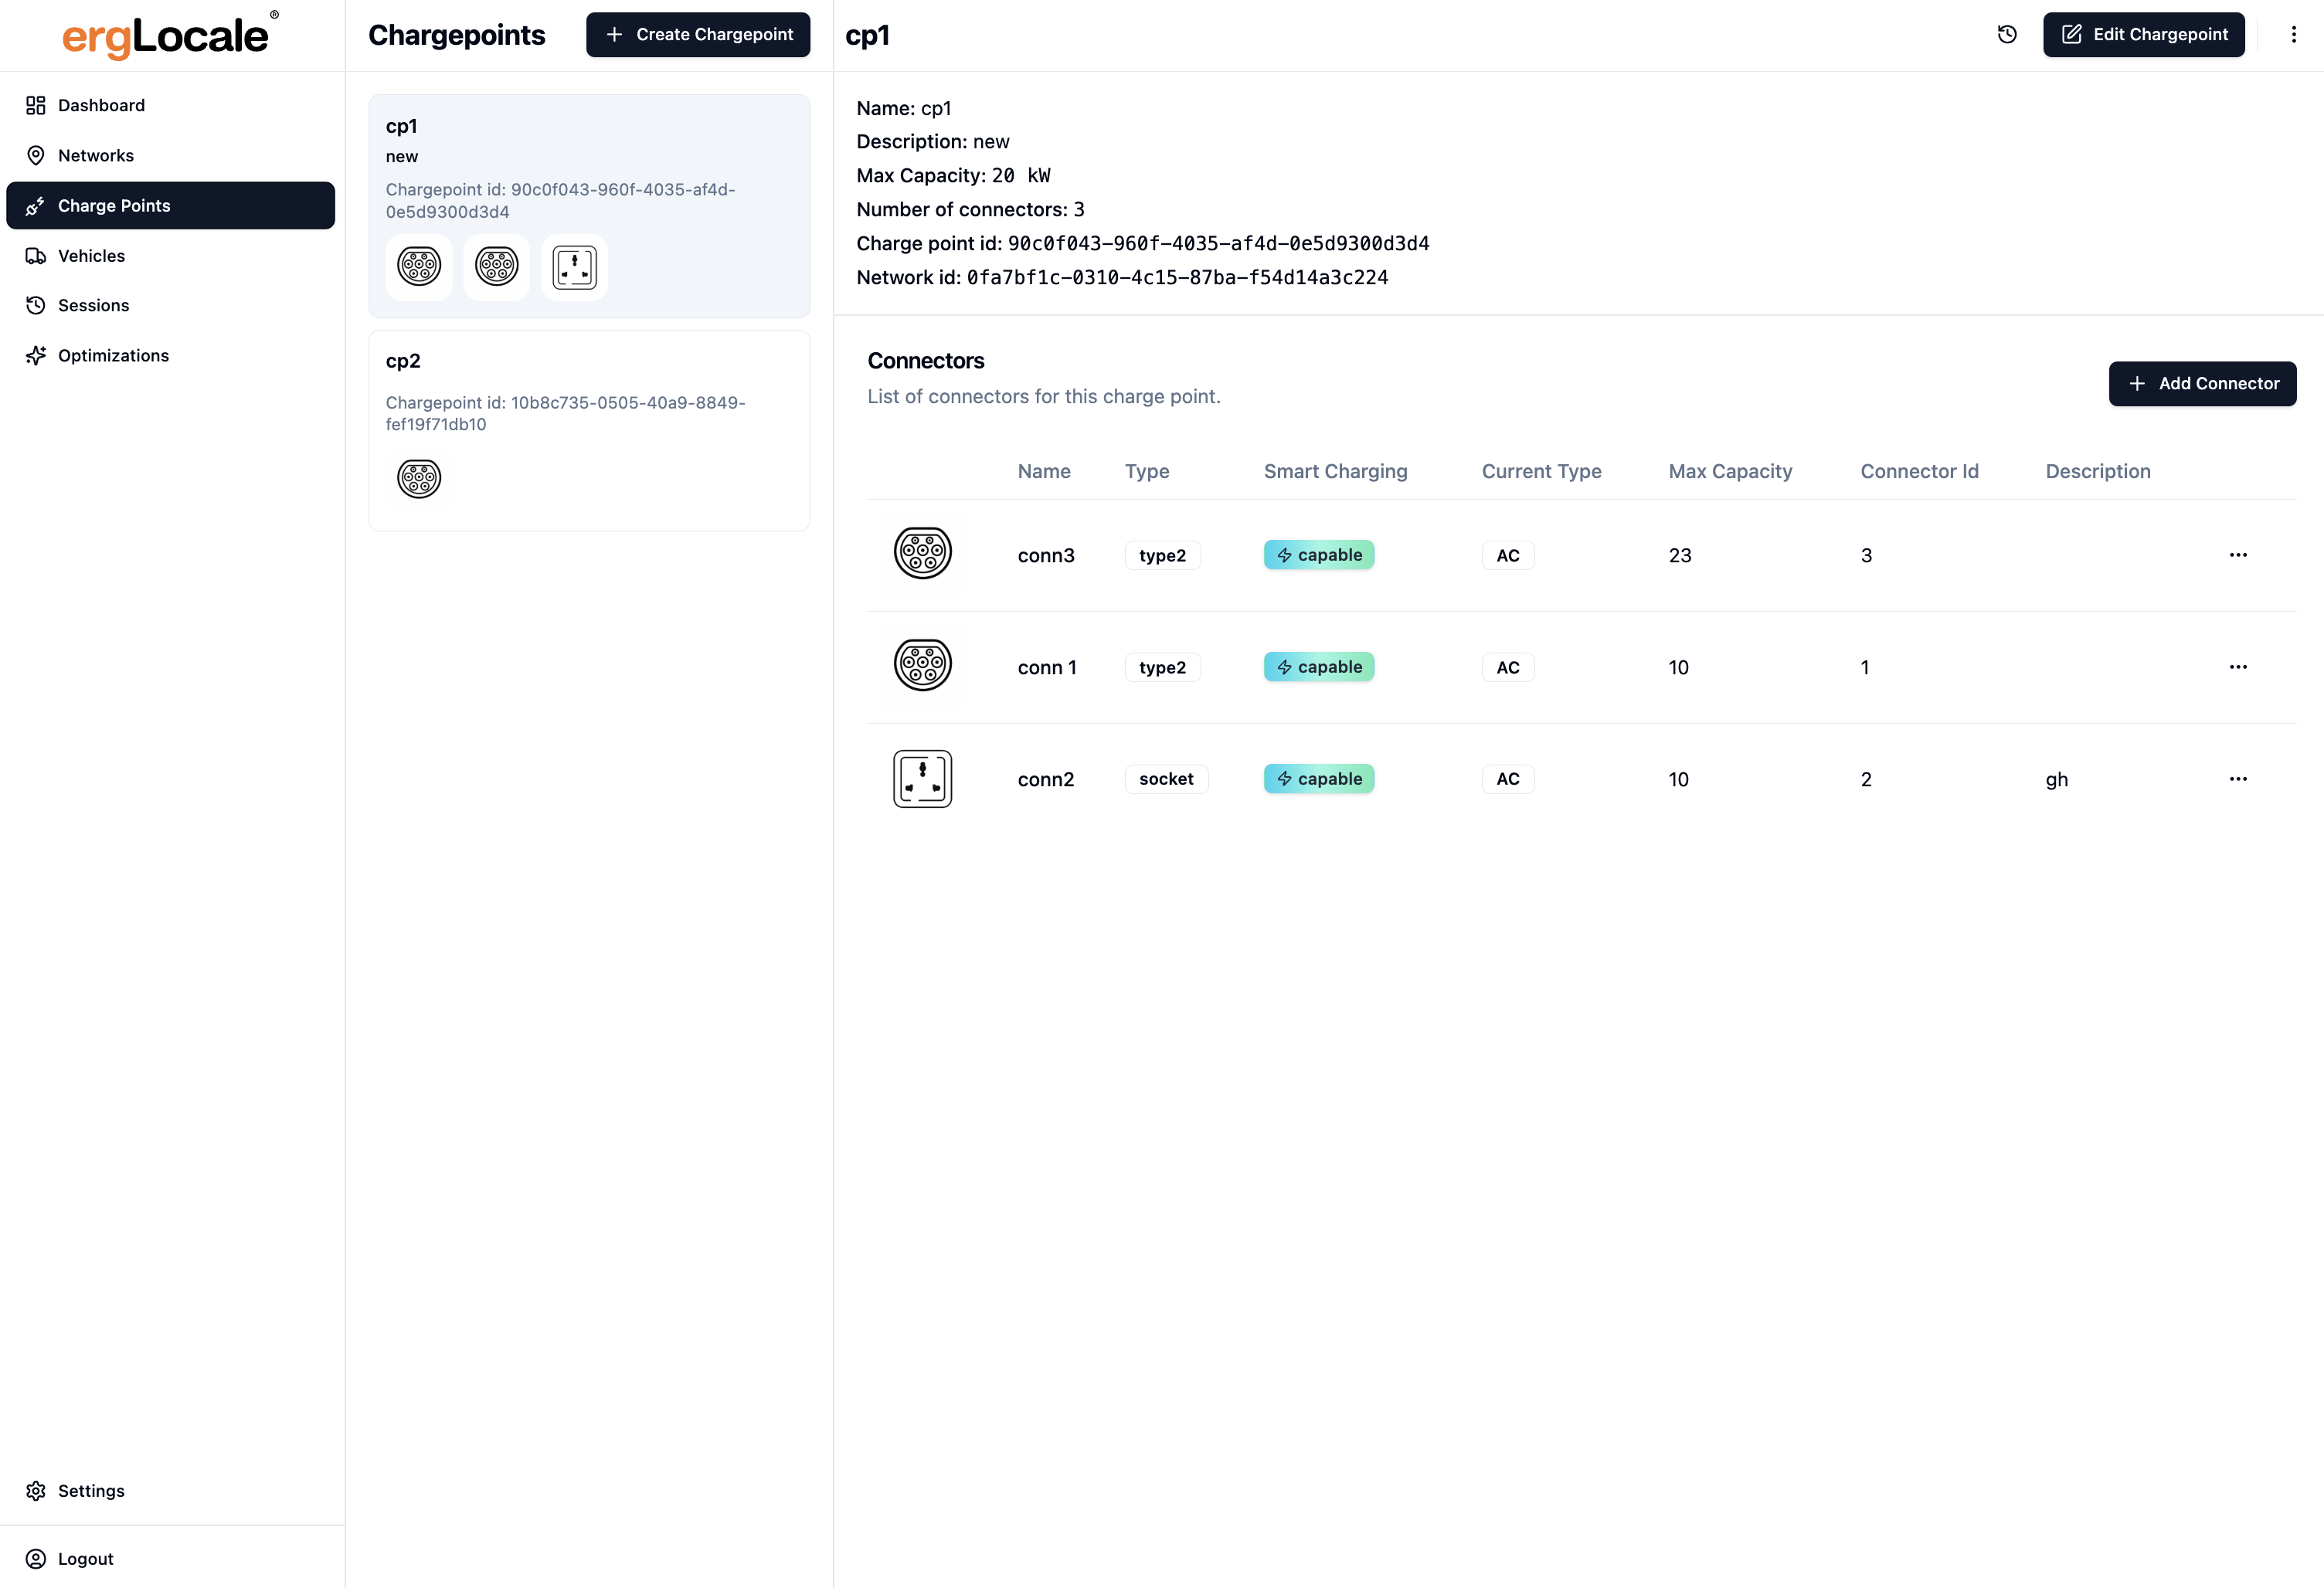 ergLocale®
Dashboard
Networks
Charge Points
Vehicles
Sessions
Optimizations
Settings
Logout
Chargepoints
Create Chargepoint
cp1
new
Chargepoint id: 90c0f043-960f-4035-af4d-
0e5d9300d3d4
cp2
Chargepoint id: 10b8c735-0505-40a9-8849-
fef19f71db10
cp1
Edit Chargepoint
Name: cp1
Description: new
Max Capacity: 20 kW
Number of connectors: 3
Charge point id: 90c0f043-960f-4035-af4d-0e5d9300d3d4
Network id: 0fa7bf1c-0310-4c15-87ba-f54d14a3c224
Connectors
List of connectors for this charge point.
Add Connector
Name Type Smart Charging Current Type Max Capacity Connector Id Description
conn3 type2 capable AC 23 3
conn 1 type2 capable AC 10 1
conn2 socket capable AC 10 2 gh